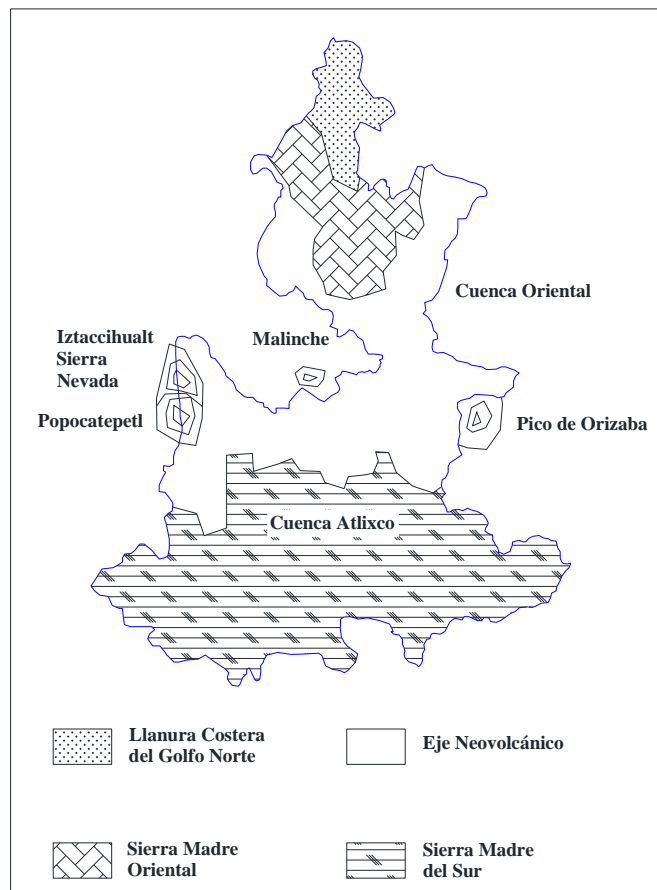 Cuenca Oriental
Iztaccihualt
Sierra
Nevada
Malinche
Popocatepetl
Pico de Orizaba
Cuenca Atlixco
Llanura Costera
del Golfo Norte
Eje Neovolcánico
Sierra Madre
Oriental
Sierra Madre
del Sur